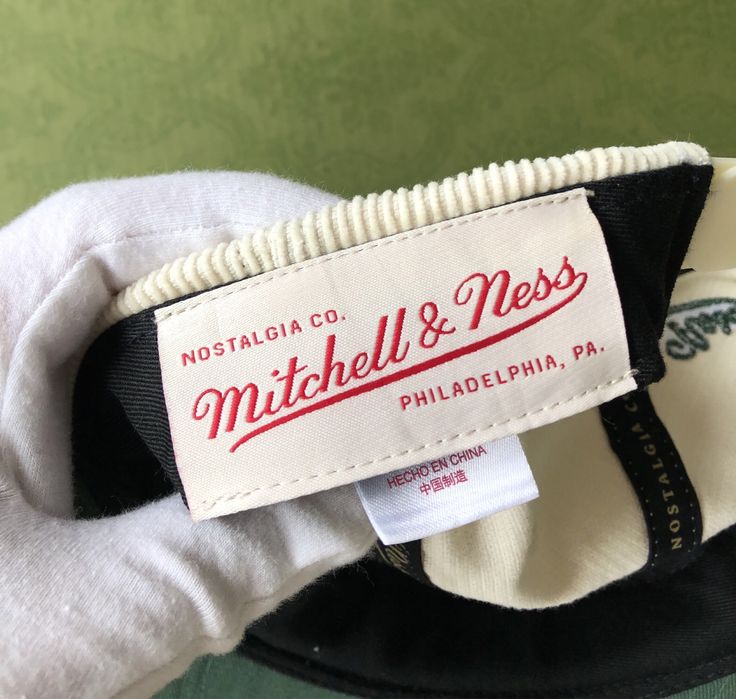 NOSTALGIA CO.
Mitchell & Ness
PHILADELPHIA, PA.
HECHO EN CHINA
中国制造
NOSTALGIA C